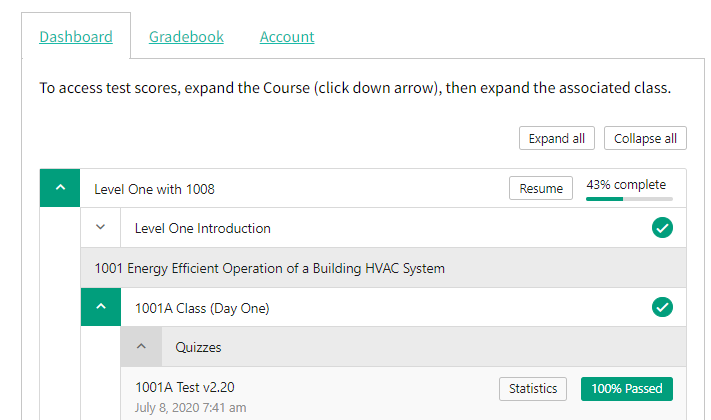 Dashboard
Gradebook
Account
To access test scores, expand the Course (click down arrow), then expand the associated class.
Expand all
Collapse all
Level One with 1008
Resume
43% complete
Level One Introduction
1001 Energy Efficient Operation of a Building HVAC System
1001A Class (Day One)
Quizzes
1001A Test v2.20
Statistics
100% Passed
July 8, 2020 7:41 am